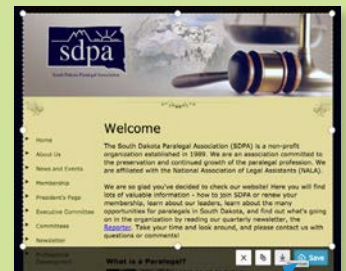 sdpa
South Dakota Paralegal Association
Welcome
Home
About Us
News and Events
Membership
President's Page
Executive Committee
Committees
Newsletter
Professional
Development
The South Dakota Paralegal Association (SDPA) is a non-profit
organization established in 1989. We are an association committed to
the preservation and continued growth of the paralegal profession. We
are affiliated with the National Association of Legal Assistants (NALA).
We are so glad you've decided to check our website! Here you will find
lots of valuable information - how to join SDPA or renew your
membership, learn about our leaders, learn about the many
opportunities for paralegals in South Dakota, and find out what's going
on in the organization by reading our quarterly newsletter, the
Reporter. Take your time and look around, and please contact us with
questions or comments!
What is a Paralegal?
Save